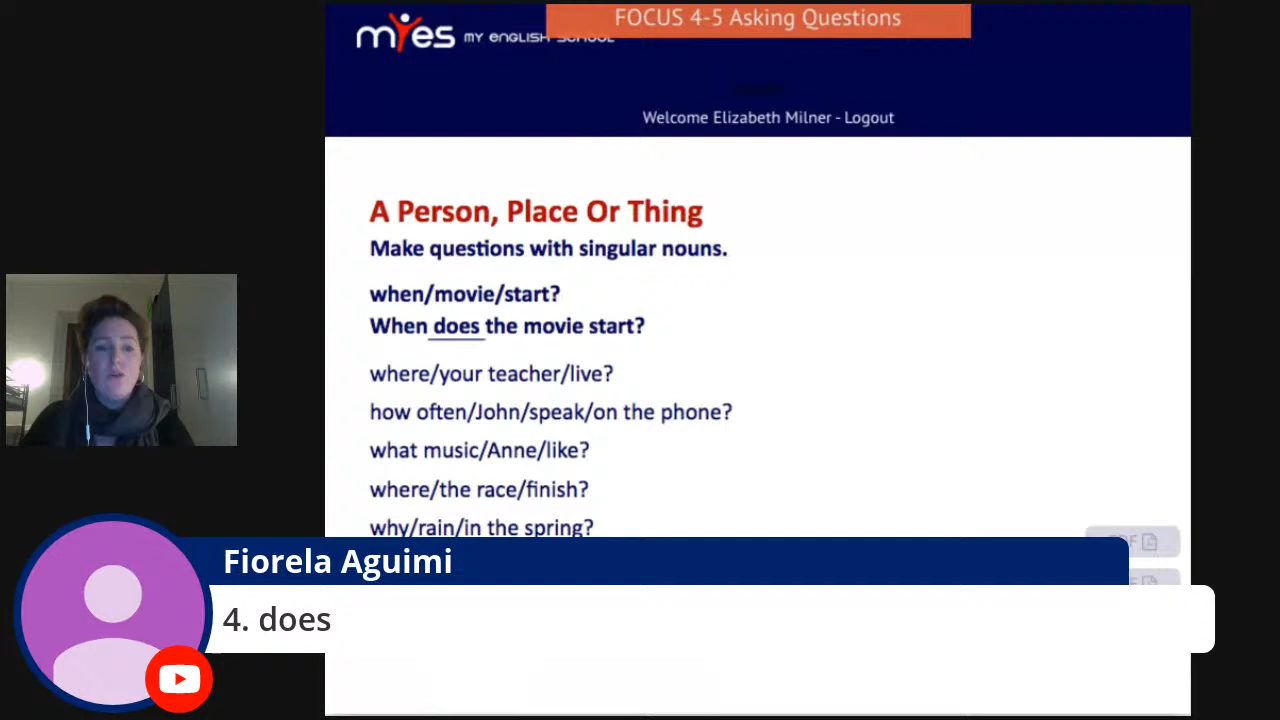 FOCUS 4-5 Asking Questions
myes MY ENGLISH SCHOOL
Welcome Elizabeth Milner - Logout
A Person, Place Or Thing
Make questions with singular nouns.
when/movie/start?
When does the movie start?
where/your teacher/live?
how often/John/speak/on the phone?
what music/Anne/like?
where/the race/finish?
why/rain/in the spring?
PDF
Fiorela Aguimi
4. does